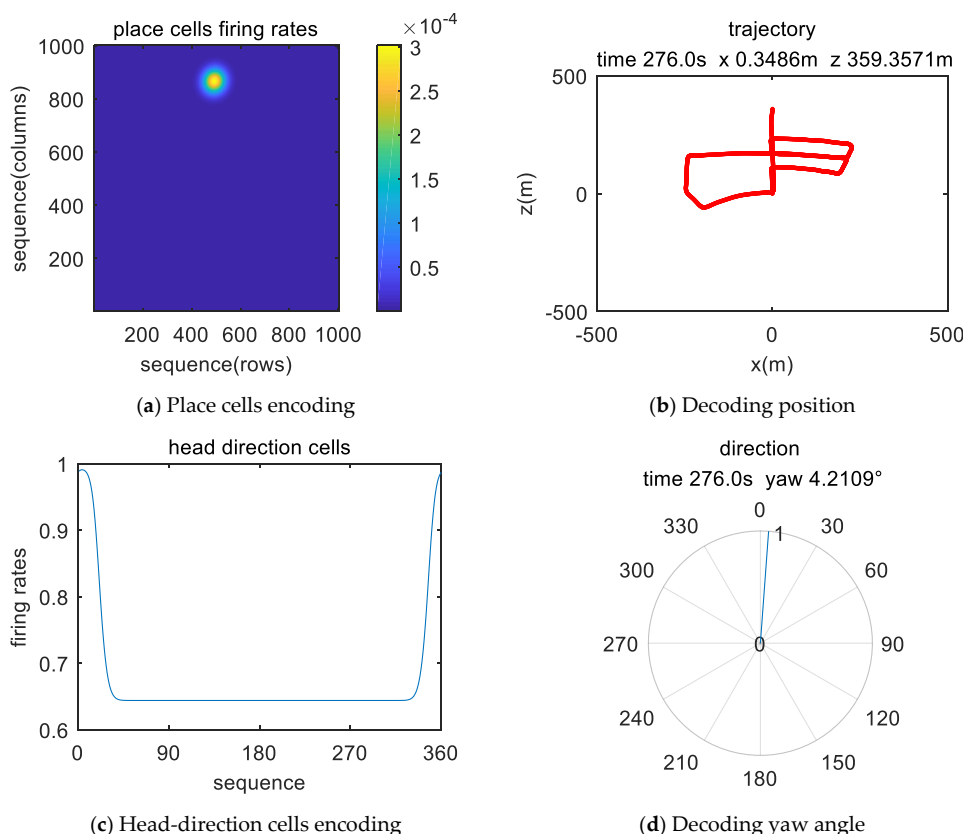 place cells firing rates
×10⁻⁴
1000
800
600
400
200
sequence(columns)
200 400 600 800 1000
sequence(rows)
3
2.5
2
1.5
1
0.5
(a) Place cells encoding
trajectory
time 276.0s x 0.3486m z 359.3571m
500
0
-500
z(m)
-500 0 500
x(m)
(b) Decoding position
head direction cells
1
0.9
0.8
0.7
0.6
firing rates
0 90 180 270 360
sequence
(c) Head-direction cells encoding
direction
time 276.0s yaw 4.2109°
0
330 1 30
300 60
270 0 90
240 120
210 150
180
(d) Decoding yaw angle